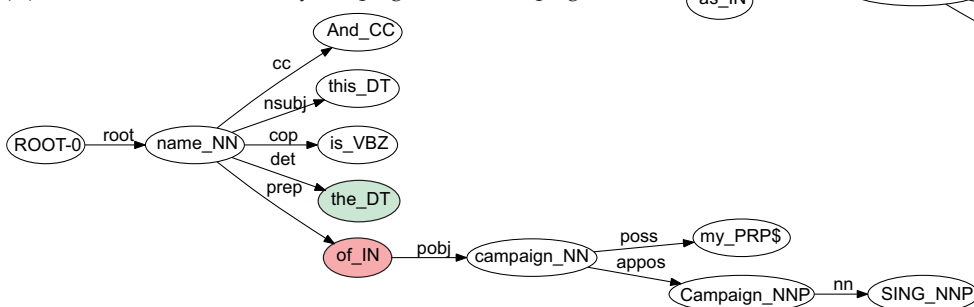 as_IN
And_CC
cc
this_DT
nsubj
ROOT-0 root name_NN cop is_VBZ
det
the_DT
prep
of_IN pobj campaign_NN poss my_PRP$
appos
Campaign_NNP nn SING_NNP